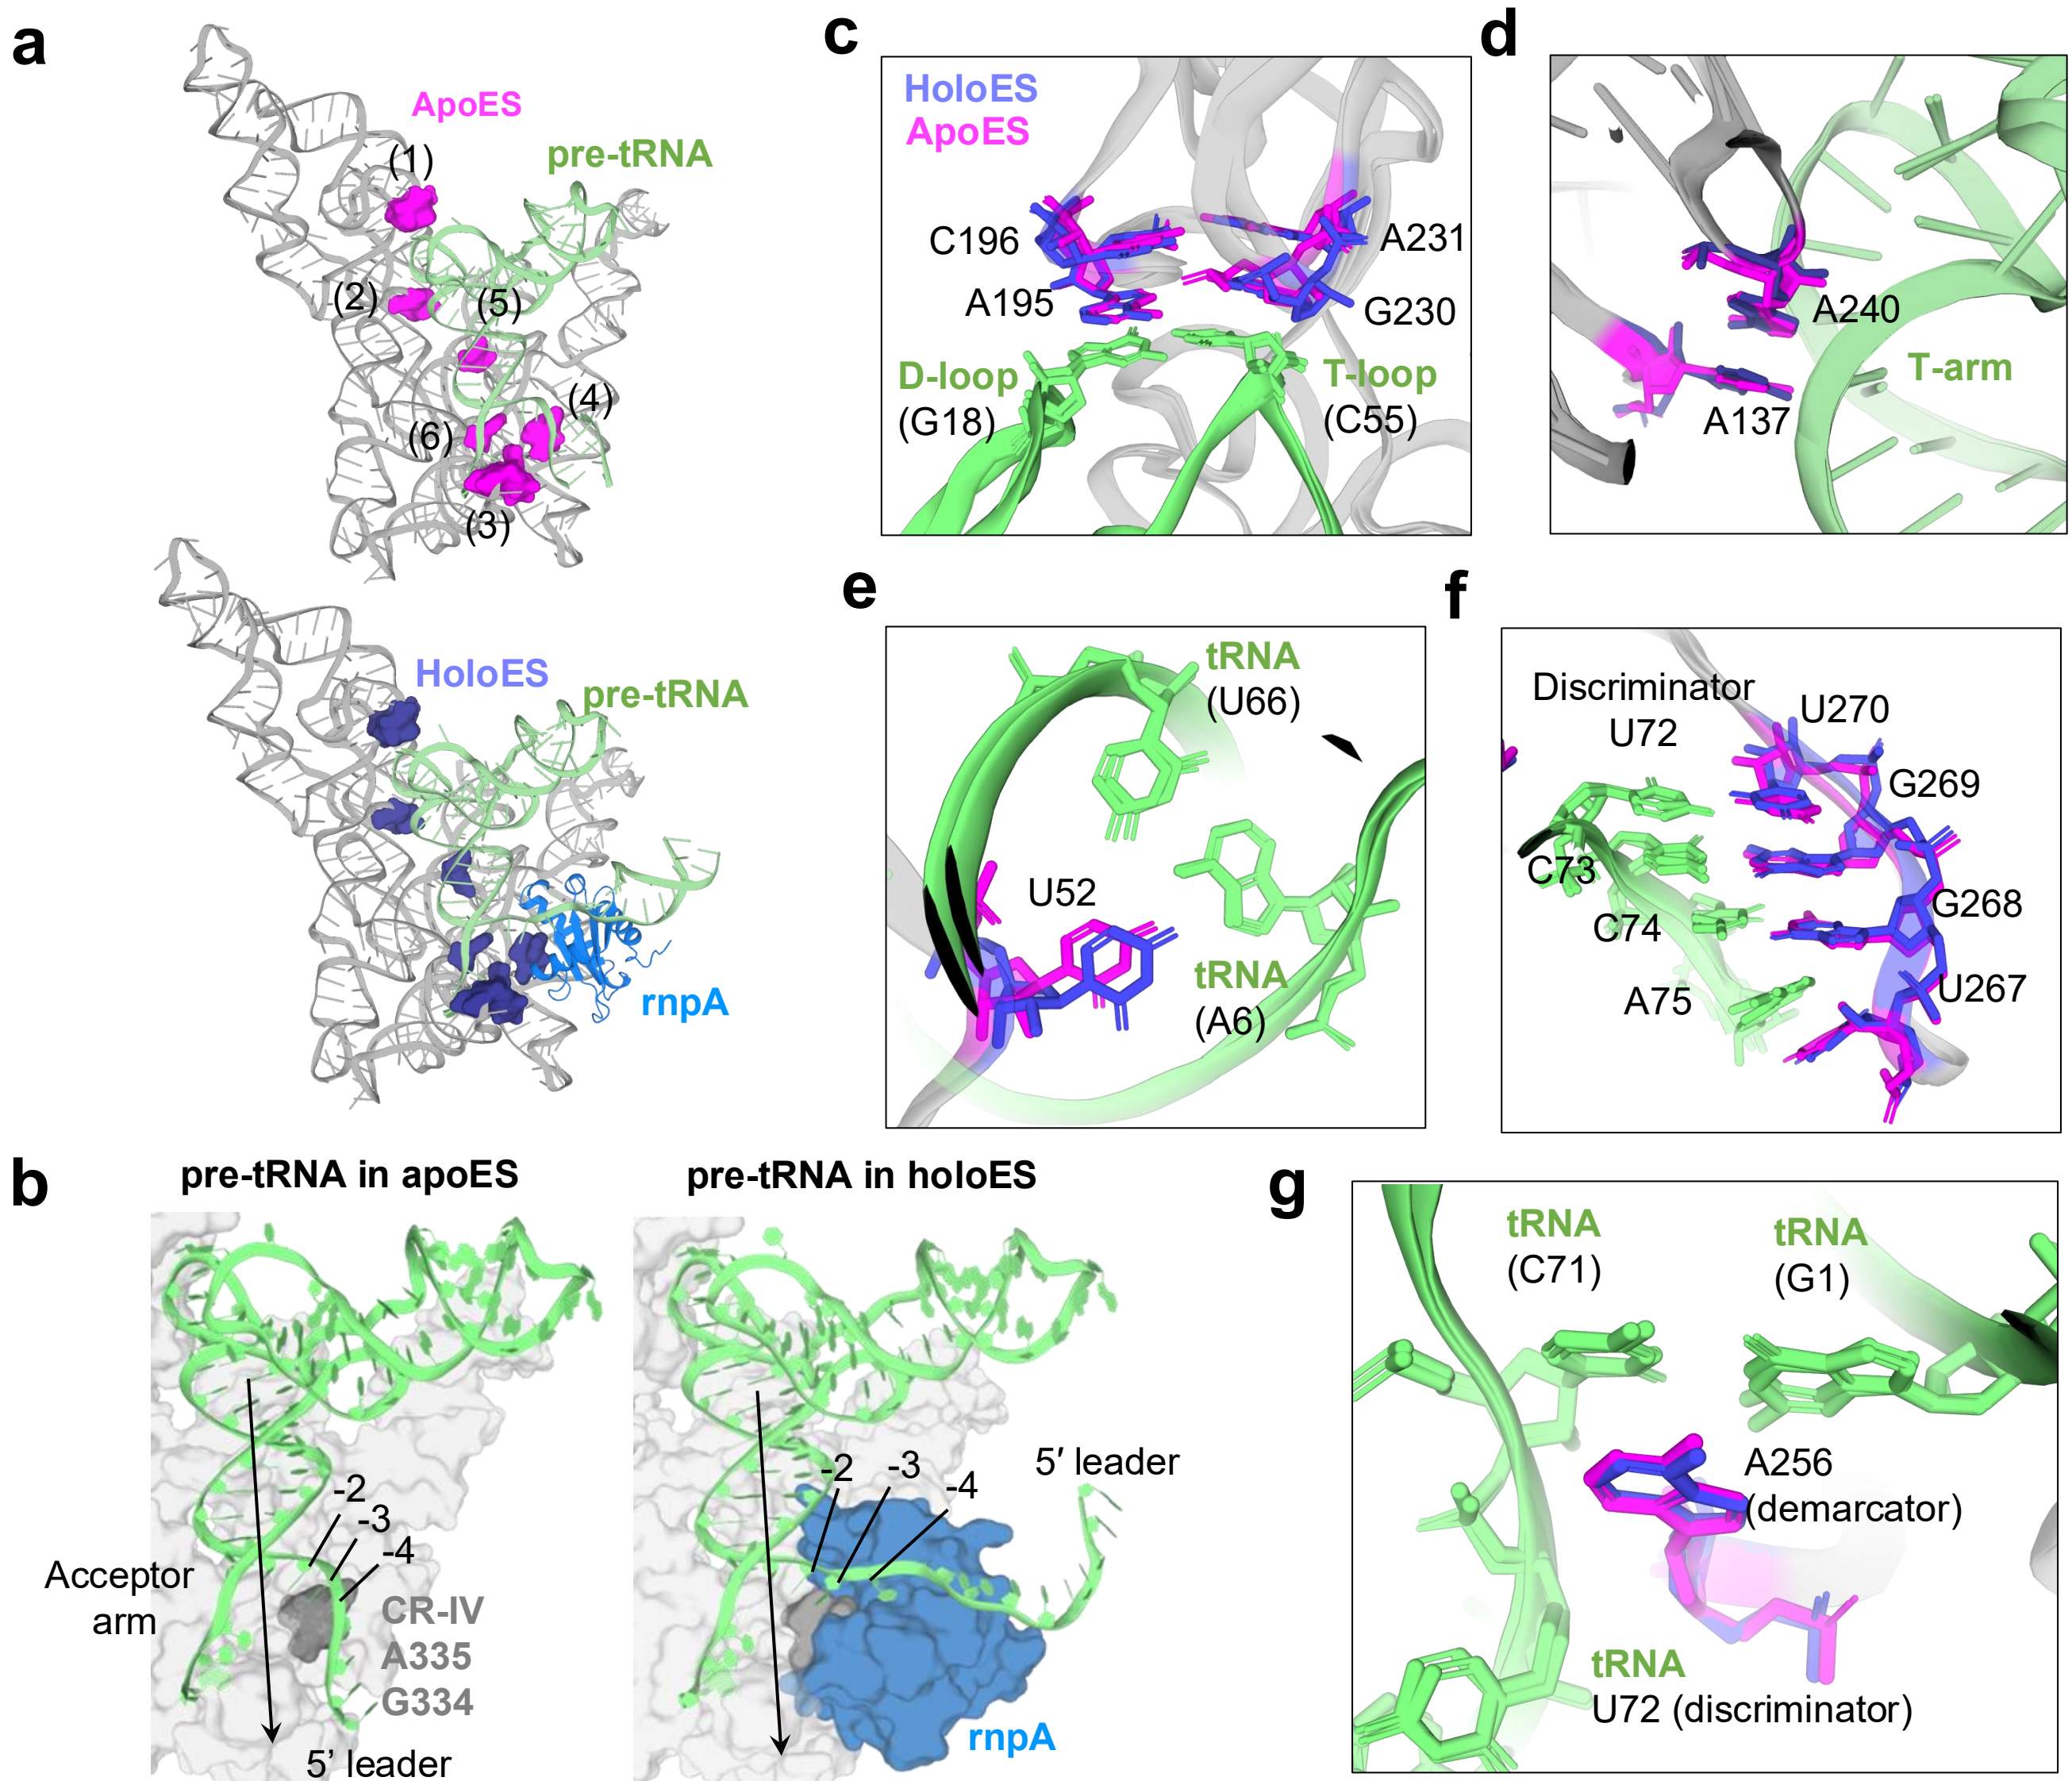 a
ApoES
(1)
pre-tRNA
(2)
(5)
(4)
(6)
(3)
HoloES
pre-tRNA
rnpA
b
pre-tRNA in apoES
-2
-3
-4
Acceptor
arm
CR-IV
A335
G334
5’ leader
pre-tRNA in holoES
-2
-3
-4
5′ leader
rnpA
c
HoloES
ApoES
C196
A231
A195
G230
D-loop
(G18)
T-loop
(C55)
d
A240
T-arm
A137
e
tRNA
(U66)
U52
tRNA
(A6)
f
Discriminator
U72
U270
G269
C73
G268
C74
U267
A75
g
tRNA
(C71)
tRNA
(G1)
A256
(demarcator)
tRNA
U72 (discriminator)